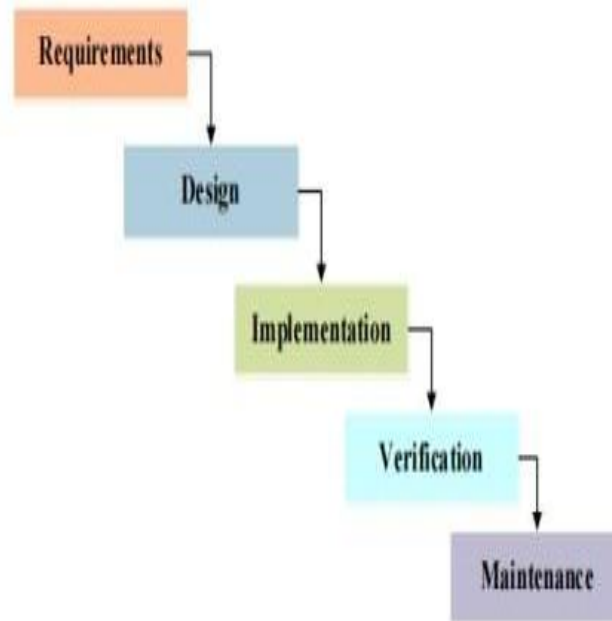 Requirements
Design
Implementation
Verification
Maintenance